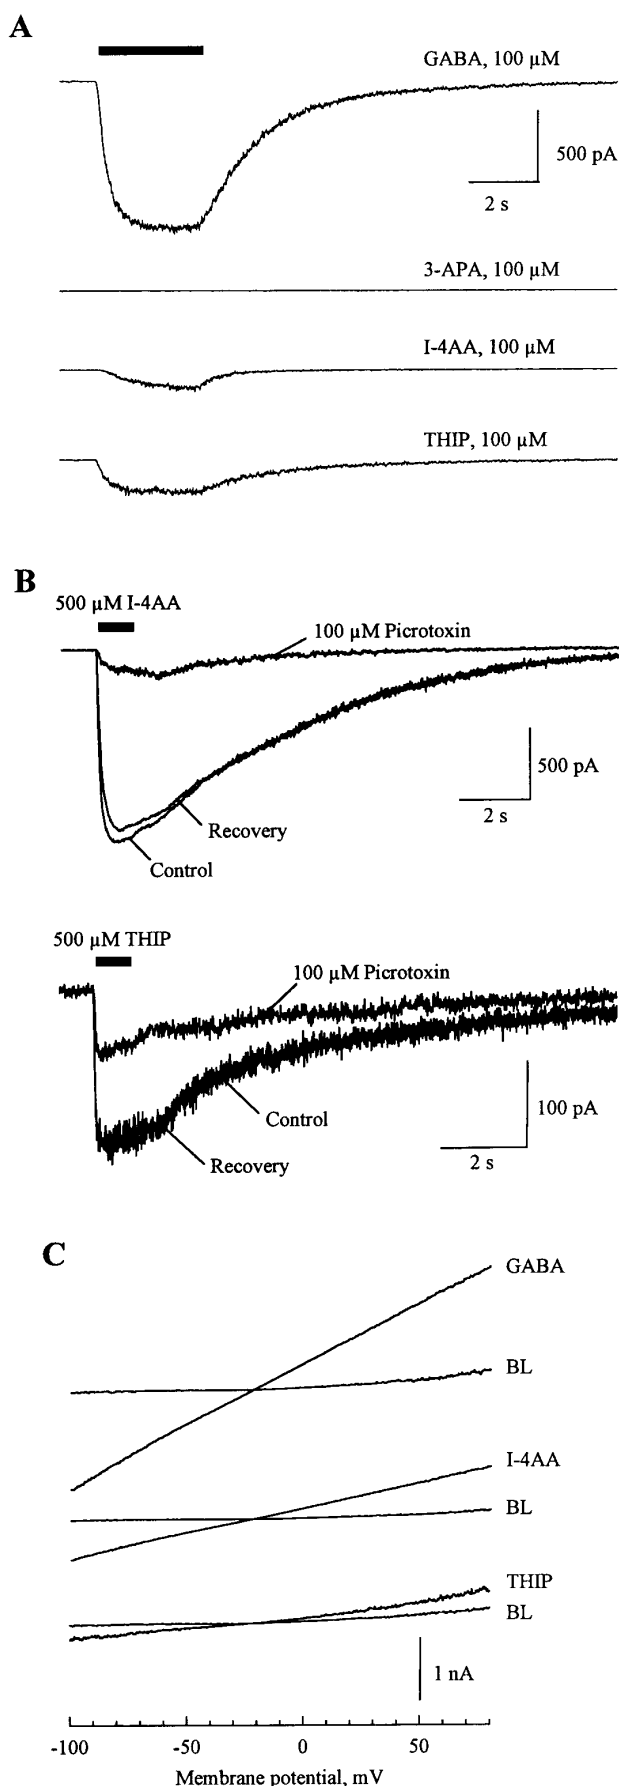 A
GABA, 100 µM
500 pA
2 s
3-APA, 100 µM
I-4AA, 100 µM
THIP, 100 µM
B
500 µM I-4AA
100 µM Picrotoxin
500 pA
2 s
Recovery
Control
500 µM THIP
100 µM Picrotoxin
Control
100 pA
2 s
Recovery
C
GABA
BL
I-4AA
BL
THIP
BL
1 nA
-100 -50 0 50
Membrane potential, mV